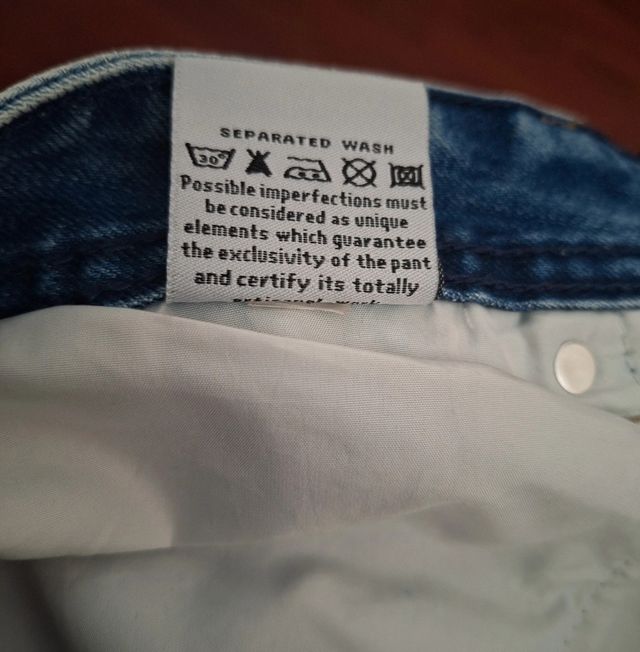 SEPARATED WASH
30°
Possible imperfections must
be considered as unique
elements which guarantee
the exclusivity of the pant
and certify its totally